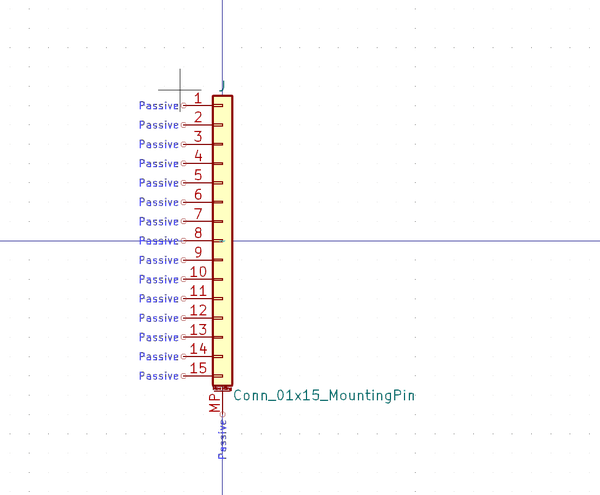 J
Passive 1
Passive 2
Passive 3
Passive 4
Passive 5
Passive 6
Passive 7
Passive 8
Passive 9
Passive 10
Passive 11
Passive 12
Passive 13
Passive 14
Passive 15
MP
Conn_01x15_MountingPin
Passive